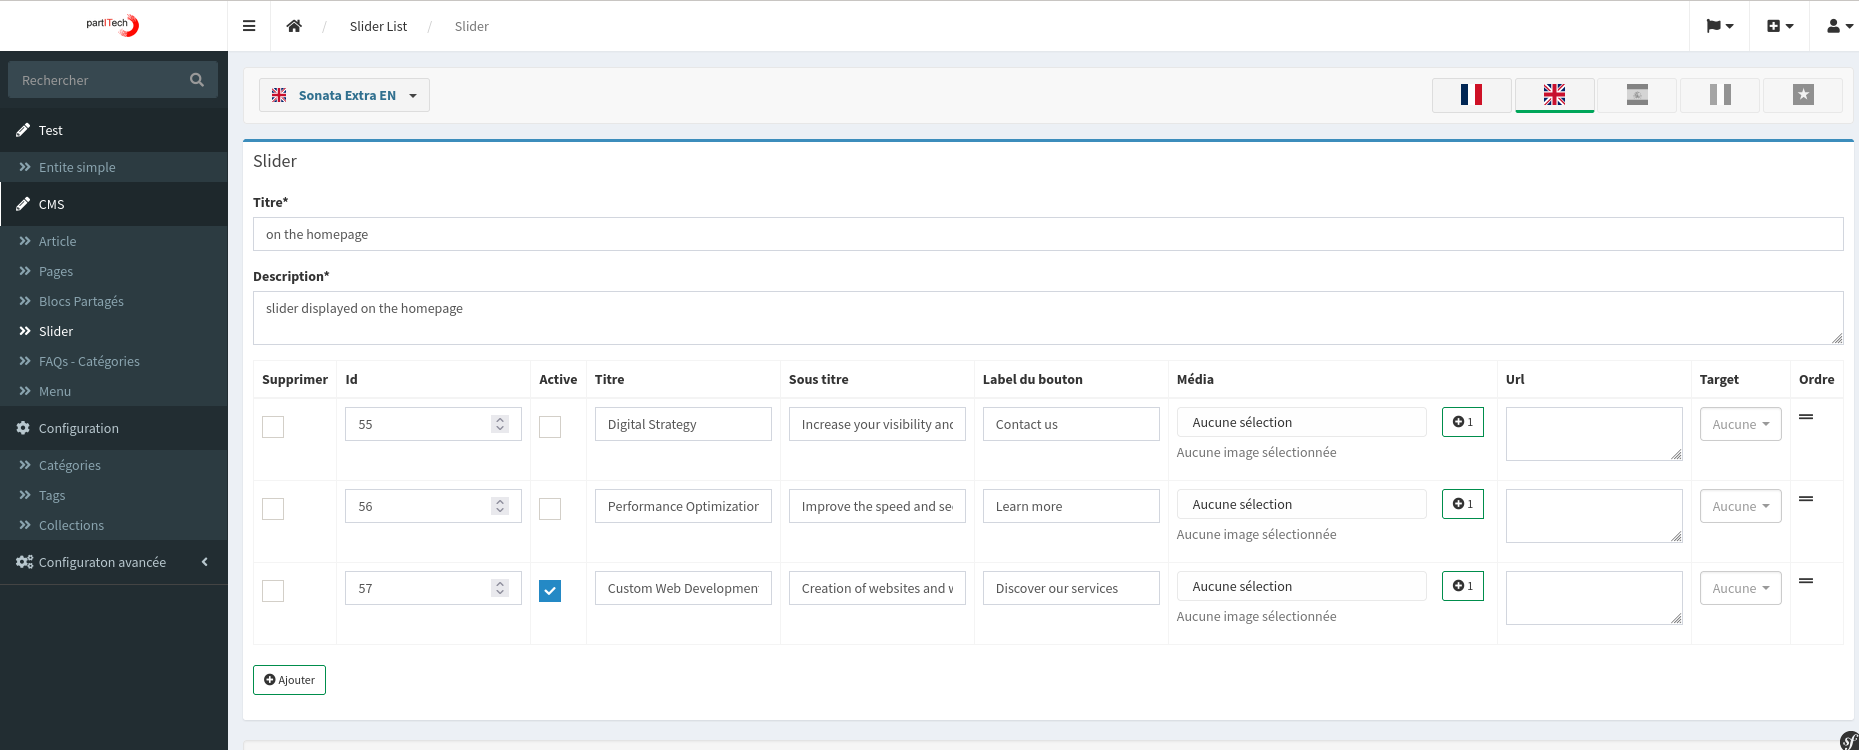 partITech
Slider List / Slider
Rechercher
Sonata Extra EN
Test
Entite simple
CMS
Article
Pages
Blocs Partagés
Slider
FAQs - Catégories
Menu
Configuration
Catégories
Tags
Collections
Configuraton avancée
Slider
Titre*
on the homepage
Description*
slider displayed on the homepage
Supprimer Id Active Titre Sous titre Label du bouton Média Url Target Ordre
55 Digital Strategy Increase your visibility and Contact us Aucune sélection 1 Aucune
Aucune image sélectionnée
56 Performance Optimization Improve the speed and se Learn more Aucune sélection 1 Aucune
Aucune image sélectionnée
57 Custom Web Developmen Creation of websites and w Discover our services Aucune sélection 1 Aucune
Aucune image sélectionnée
Ajouter
sf